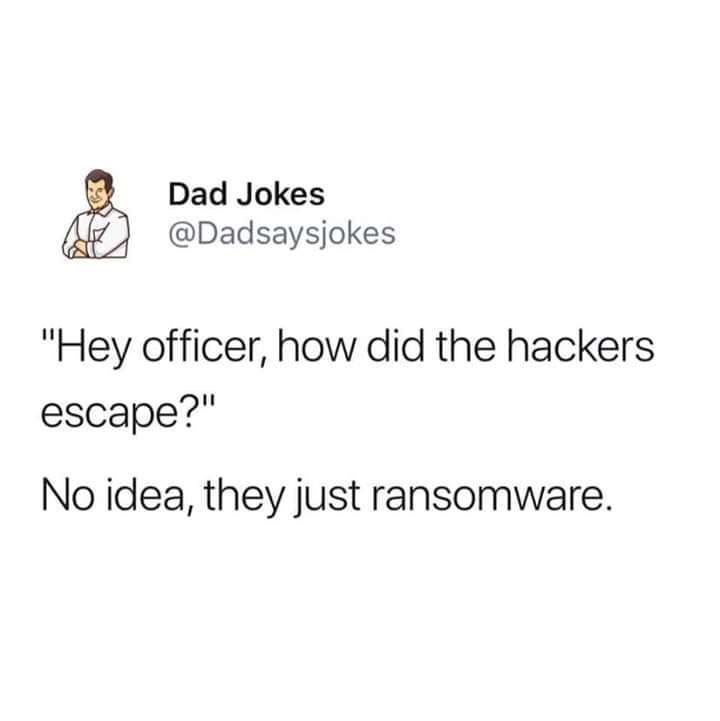 Dad Jokes
@Dadsaysjokes
"Hey officer, how did the hackers
escape?"
No idea, they just ransomware.